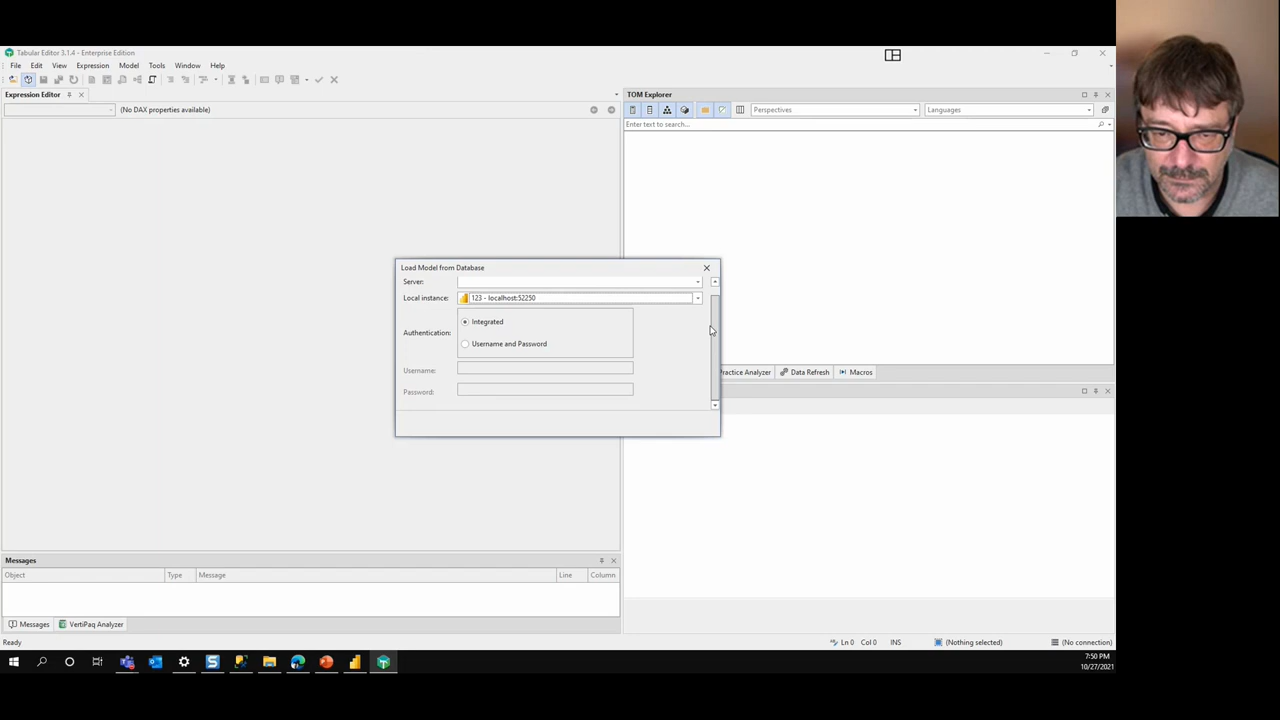 Tabular Editor 3.1.4 - Enterprise Edition
File Edit View Expression Model Tools Window Help
Expression Editor
(No DAX properties available)
TOM Explorer
Perspectives
Languages
Enter text to search...
Load Model from Database
Server:
Local instance: 123 - localhost:52250
Authentication:
Integrated
Username and Password
Username:
Password:
Practice Analyzer Data Refresh Macros
Messages
Object Type Message Line Column
Messages VertiPaq Analyzer
Ready
Ln 0 Col 0 INS (Nothing selected) (No connection)
7:50 PM
10/27/2021